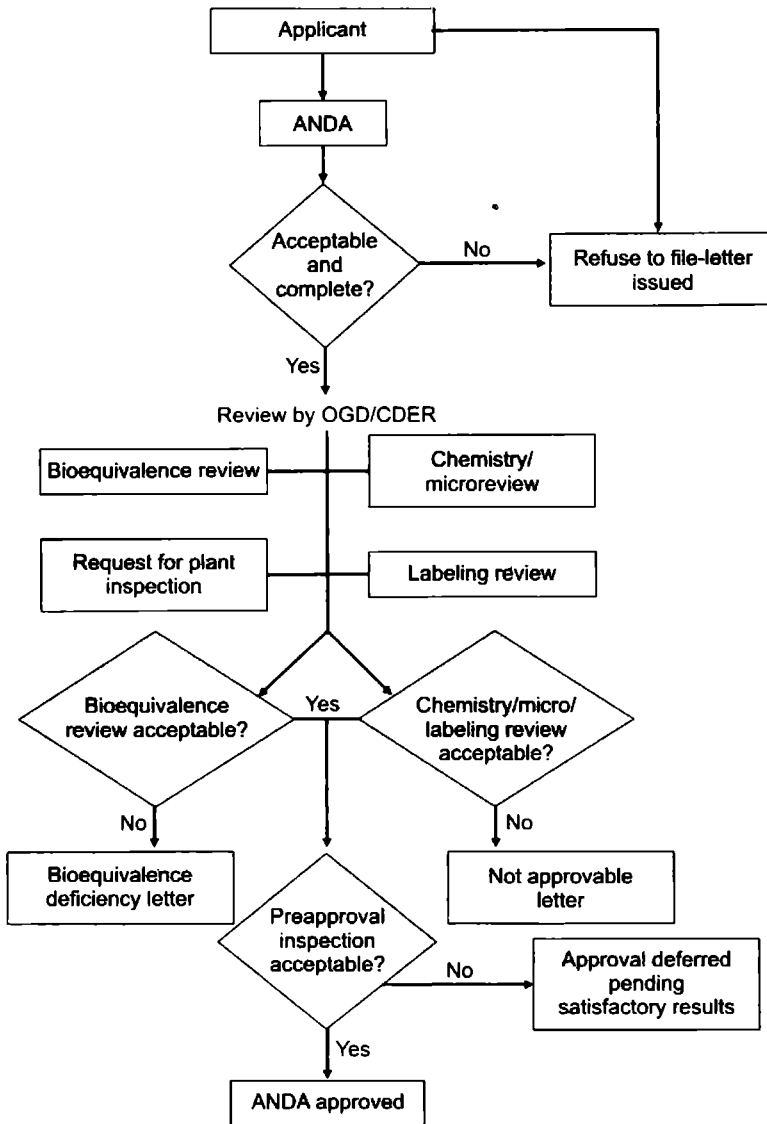 Applicant
ANDA
Acceptable
and
complete?
No
Refuse to file-letter
issued
Yes
Review by OGD/CDER
Bioequivalence review
Chemistry/
microreview
Request for plant
inspection
Labeling review
Bioequivalence
review acceptable?
Yes
Chemistry/micro/
labeling review
acceptable?
No
No
Bioequivalence
deficiency letter
Not approvable
letter
Preapproval
inspection
acceptable?
No
Approval deferred
pending
satisfactory results
Yes
ANDA approved